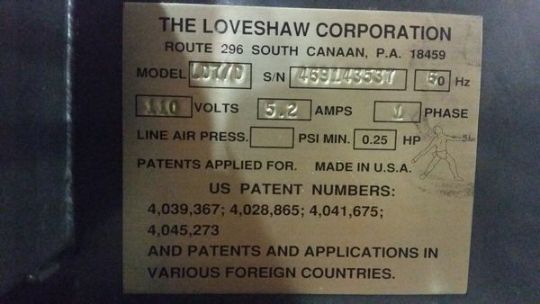 THE LOVESHAW CORPORATION
ROUTE 296 SOUTH CANAAN, P.A. 18459
MODEL S/N Hz
110 VOLTS 5.2 AMPS 1 PHASE
LINE AIR PRESS. PSI MIN. 0.25 HP
PATENTS APPLIED FOR. MADE IN U.S.A.
US PATENT NUMBERS:
4,039,367; 4,028,865; 4,041,675;
4,045,273
AND PATENTS AND APPLICATIONS IN
VARIOUS FOREIGN COUNTRIES.